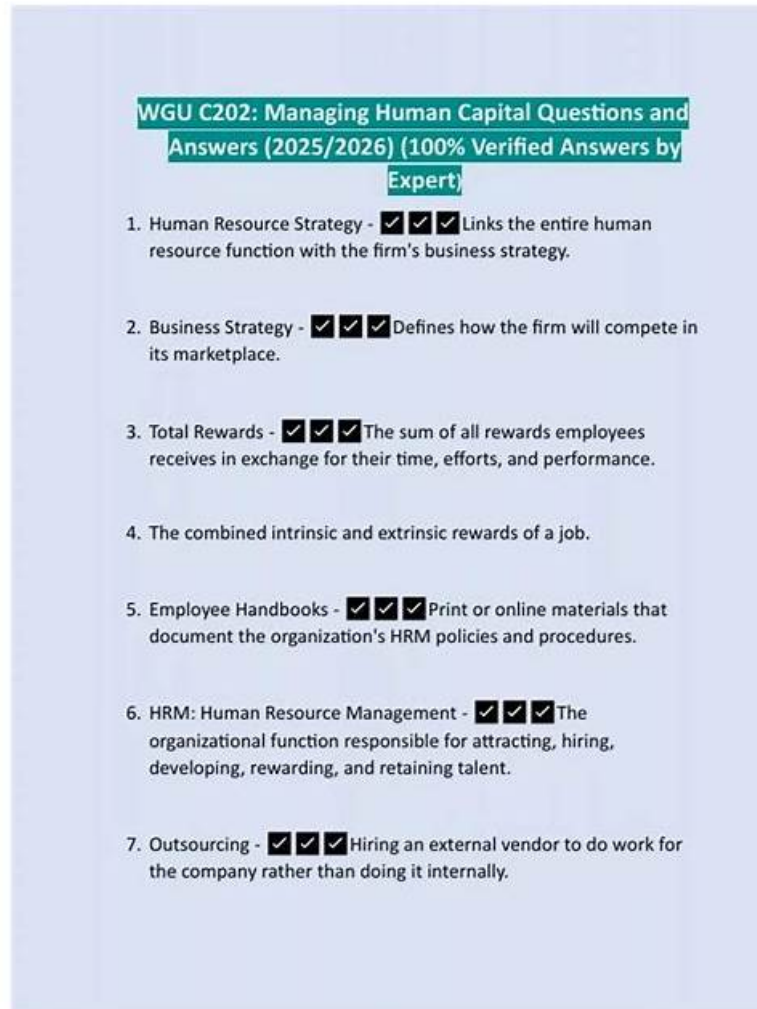 WGU C202: Managing Human Capital Questions and
Answers (2025/2026) (100% Verified Answers by
Expert)
1. Human Resource Strategy - ✅✅✅Links the entire human
resource function with the firm's business strategy.
2. Business Strategy - ✅✅✅Defines how the firm will compete in
its marketplace.
3. Total Rewards - ✅✅✅The sum of all rewards employees
receives in exchange for their time, efforts, and performance.
4. The combined intrinsic and extrinsic rewards of a job.
5. Employee Handbooks - ✅✅✅Print or online materials that
document the organization's HRM policies and procedures.
6. HRM: Human Resource Management - ✅✅✅The
organizational function responsible for attracting, hiring,
developing, rewarding, and retaining talent.
7. Outsourcing - ✅✅✅Hiring an external vendor to do work for
the company rather than doing it internally.